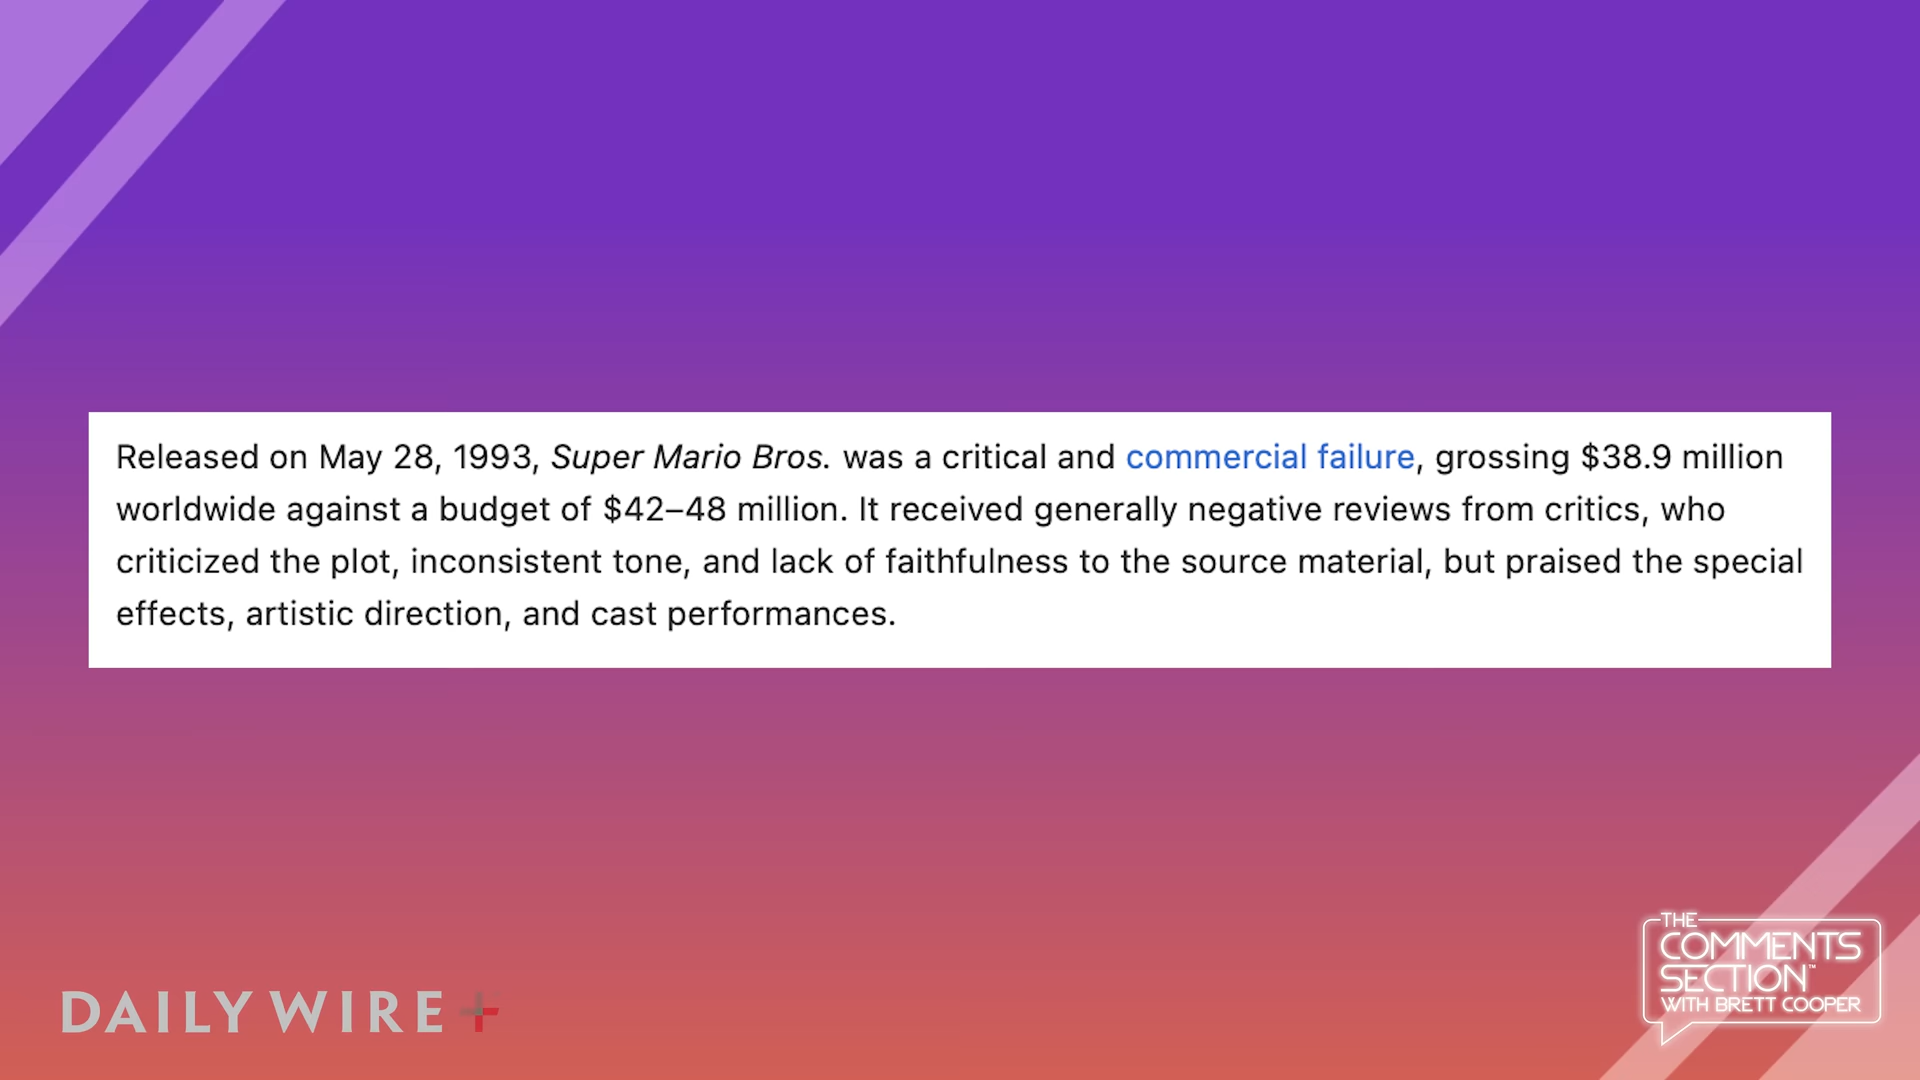 Released on May 28, 1993, Super Mario Bros. was a critical and commercial failure, grossing $38.9 million
worldwide against a budget of $42–48 million. It received generally negative reviews from critics, who
criticized the plot, inconsistent tone, and lack of faithfulness to the source material, but praised the special
effects, artistic direction, and cast performances.
THE
COMMENTS
SECTION™
WITH BRETT COOPER
DAILY WIRE +